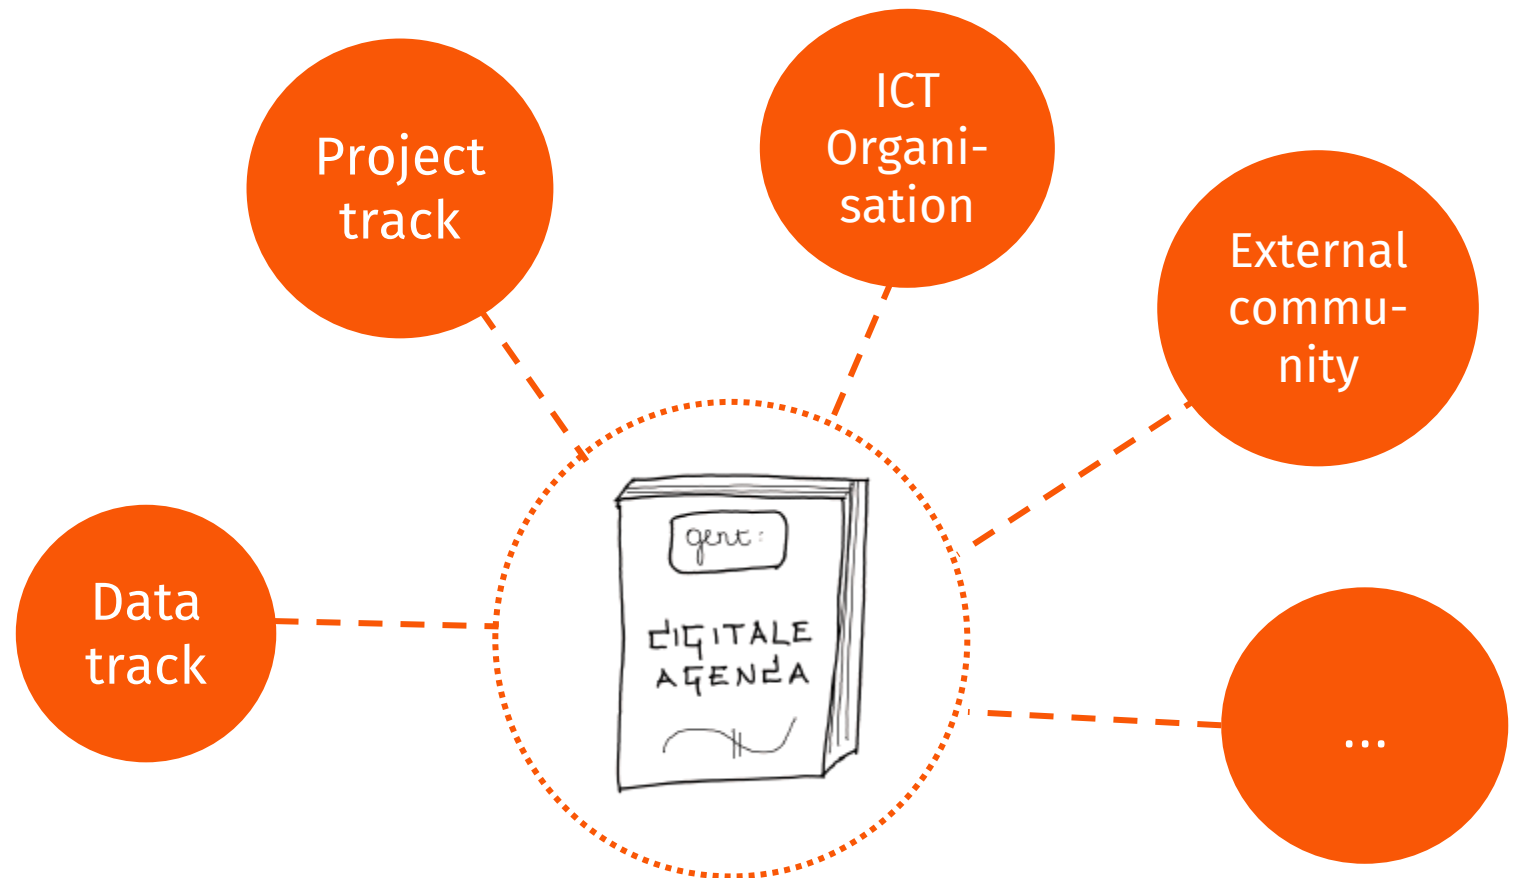 Project
track
ICT
Organi-
sation
External
commu-
nity
Data
track
gent:
DIGITALE
AGENDA
...